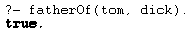 ?- fatherOf(tom, dick).
true.